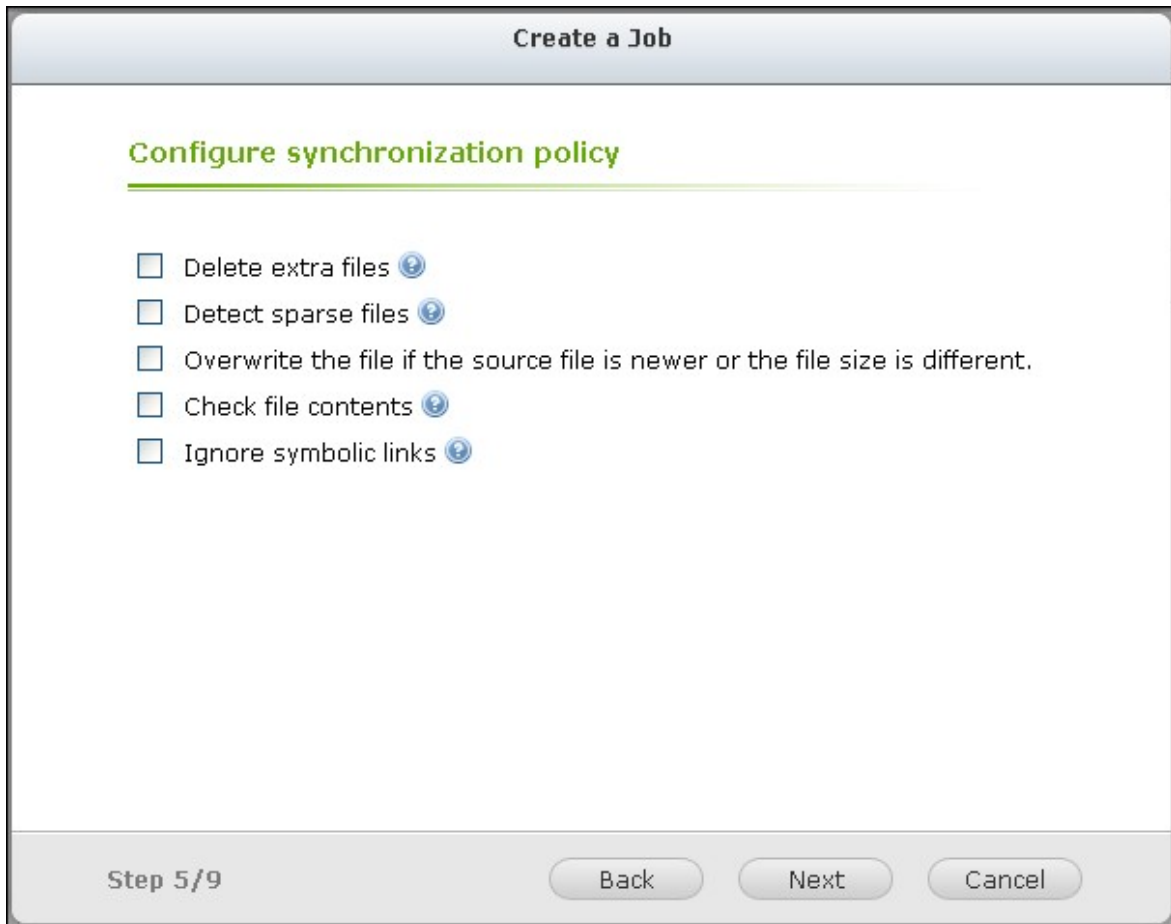 Create a Job
Configure synchronization policy
Delete extra files
Detect sparse files
Overwrite the file if the source file is newer or the file size is different.
Check file contents
Ignore symbolic links
Step 5/9
Back
Next
Cancel